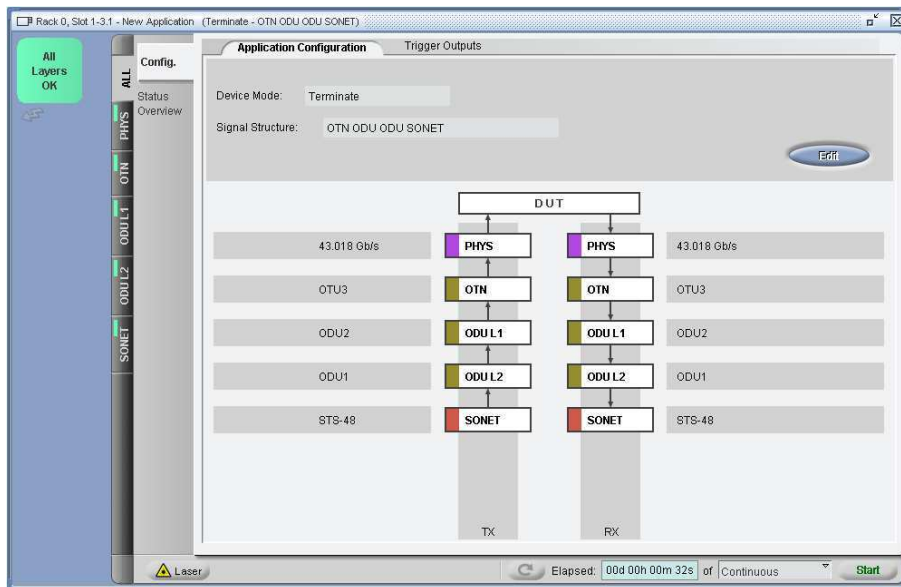 Rack 0, Slot 1-3.1 - New Application (Terminate - OTN ODU ODU SONET)
All
Layers
OK
ALL
PHYS
OTN
ODU L1
ODU L2
SONET
Config.
Status
Overview
Application Configuration Trigger Outputs
Device Mode: Terminate
Signal Structure: OTN ODU ODU SONET
Edit
DUT
43.018 Gb/s PHYS PHYS 43.018 Gb/s
OTU3 OTN OTN OTU3
ODU2 ODU L1 ODU L1 ODU2
ODU1 ODU L2 ODU L2 ODU1
STS-48 SONET SONET STS-48
TX RX
Laser Elapsed: 00d 00h 00m 32s of Continuous Start